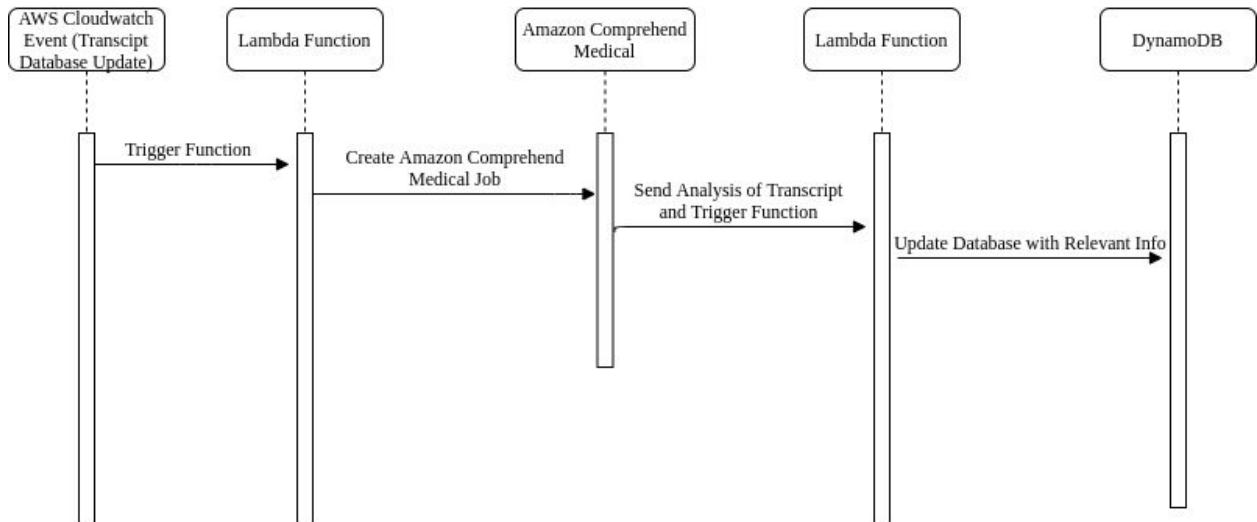 AWS Cloudwatch
Event (Transcipt
Database Update)
Lambda Function
Amazon Comprehend
Medical
Lambda Function
DynamoDB
Trigger Function
Create Amazon Comprehend
Medical Job
Send Analysis of Transcript
and Trigger Function
Update Database with Relevant Info